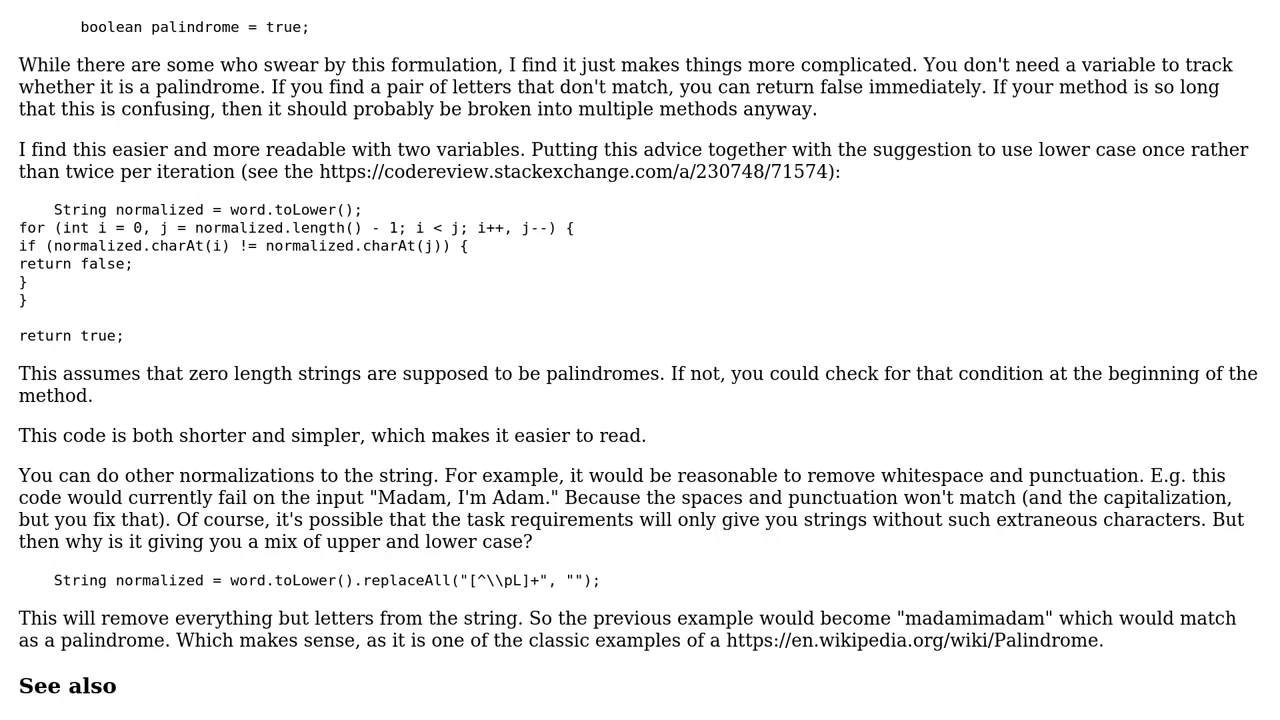 boolean palindrome = true;
While there are some who swear by this formulation, I find it just makes things more complicated. You don't need a variable to track
whether it is a palindrome. If you find a pair of letters that don't match, you can return false immediately. If your method is so long
that this is confusing, then it should probably be broken into multiple methods anyway.
I find this easier and more readable with two variables. Putting this advice together with the suggestion to use lower case once rather
than twice per iteration (see the https://codereview.stackexchange.com/a/230748/71574):
String normalized = word.toLower();
for (int i = 0, j = normalized.length() - 1; i < j; i++, j--) {
if (normalized.charAt(i) != normalized.charAt(j)) {
return false;
}
}
return true;
This assumes that zero length strings are supposed to be palindromes. If not, you could check for that condition at the beginning of the
method.
This code is both shorter and simpler, which makes it easier to read.
You can do other normalizations to the string. For example, it would be reasonable to remove whitespace and punctuation. E.g. this
code would currently fail on the input "Madam, I'm Adam." Because the spaces and punctuation won't match (and the capitalization,
but you fix that). Of course, it's possible that the task requirements will only give you strings without such extraneous characters. But
then why is it giving you a mix of upper and lower case?
String normalized = word.toLower().replaceAll("[^\\pL]+", "");
This will remove everything but letters from the string. So the previous example would become "madamimadam" which would match
as a palindrome. Which makes sense, as it is one of the classic examples of a https://en.wikipedia.org/wiki/Palindrome.
See also